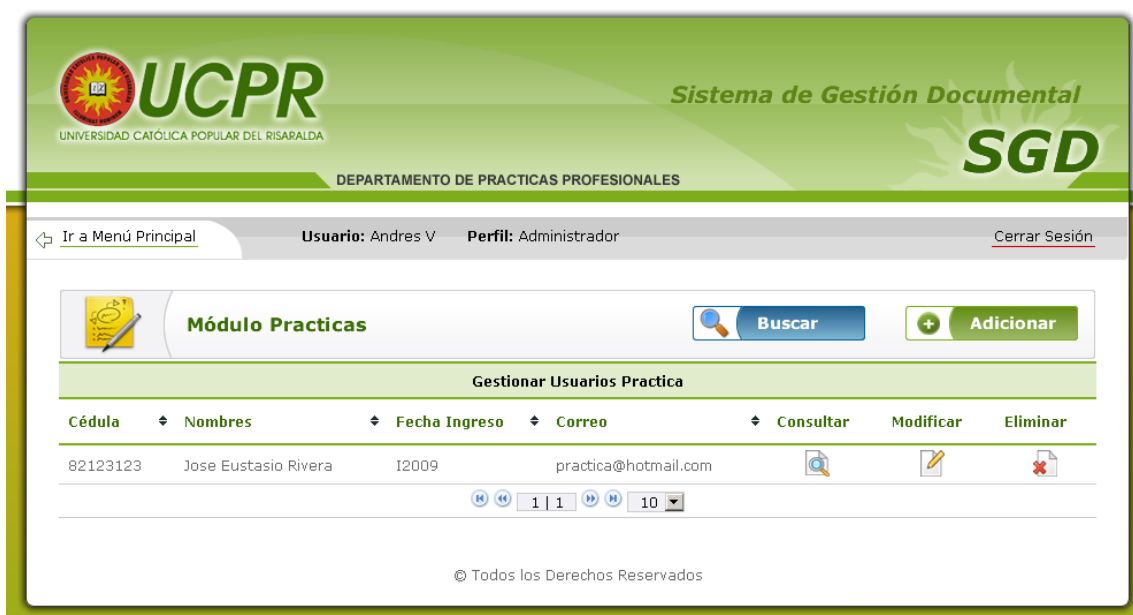 UCPR
UNIVERSIDAD CATÓLICA POPULAR DEL RISARALDA
Sistema de Gestión Documental
SGD
DEPARTAMENTO DE PRACTICAS PROFESIONALES
Ir a Menú Principal Usuario: Andres V Perfil: Administrador Cerrar Sesión
Módulo Practicas Buscar Adicionar
Gestionar Usuarios Practica
Cédula Nombres Fecha Ingreso Correo Consultar Modificar Eliminar
82123123 Jose Eustasio Rivera I2009 practica@hotmail.com
1 | 1 10
© Todos los Derechos Reservados